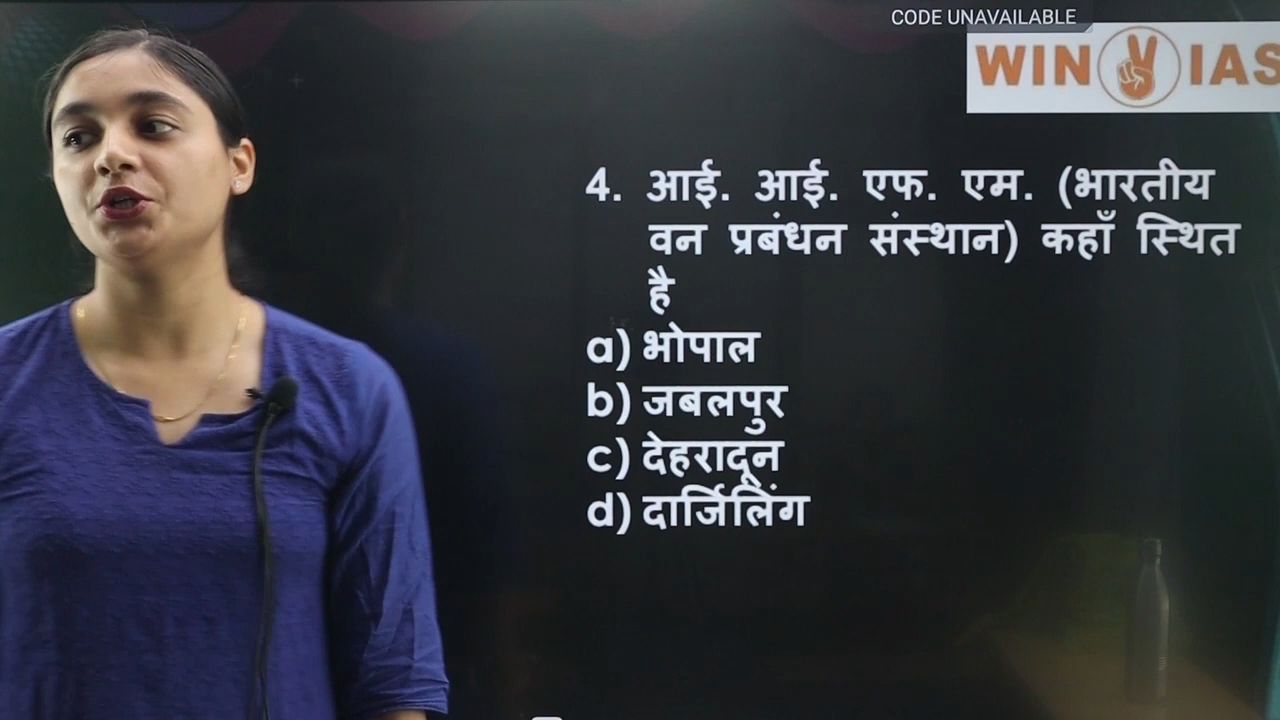 CODE UNAVAILABLE
WIN IAS
4. आई. आई. एफ. एम. (भारतीय
वन प्रबंधन संस्थान) कहाँ स्थित
है
a) भोपाल
b) जबलपुर
c) देहरादून
d) दार्जिलिंग